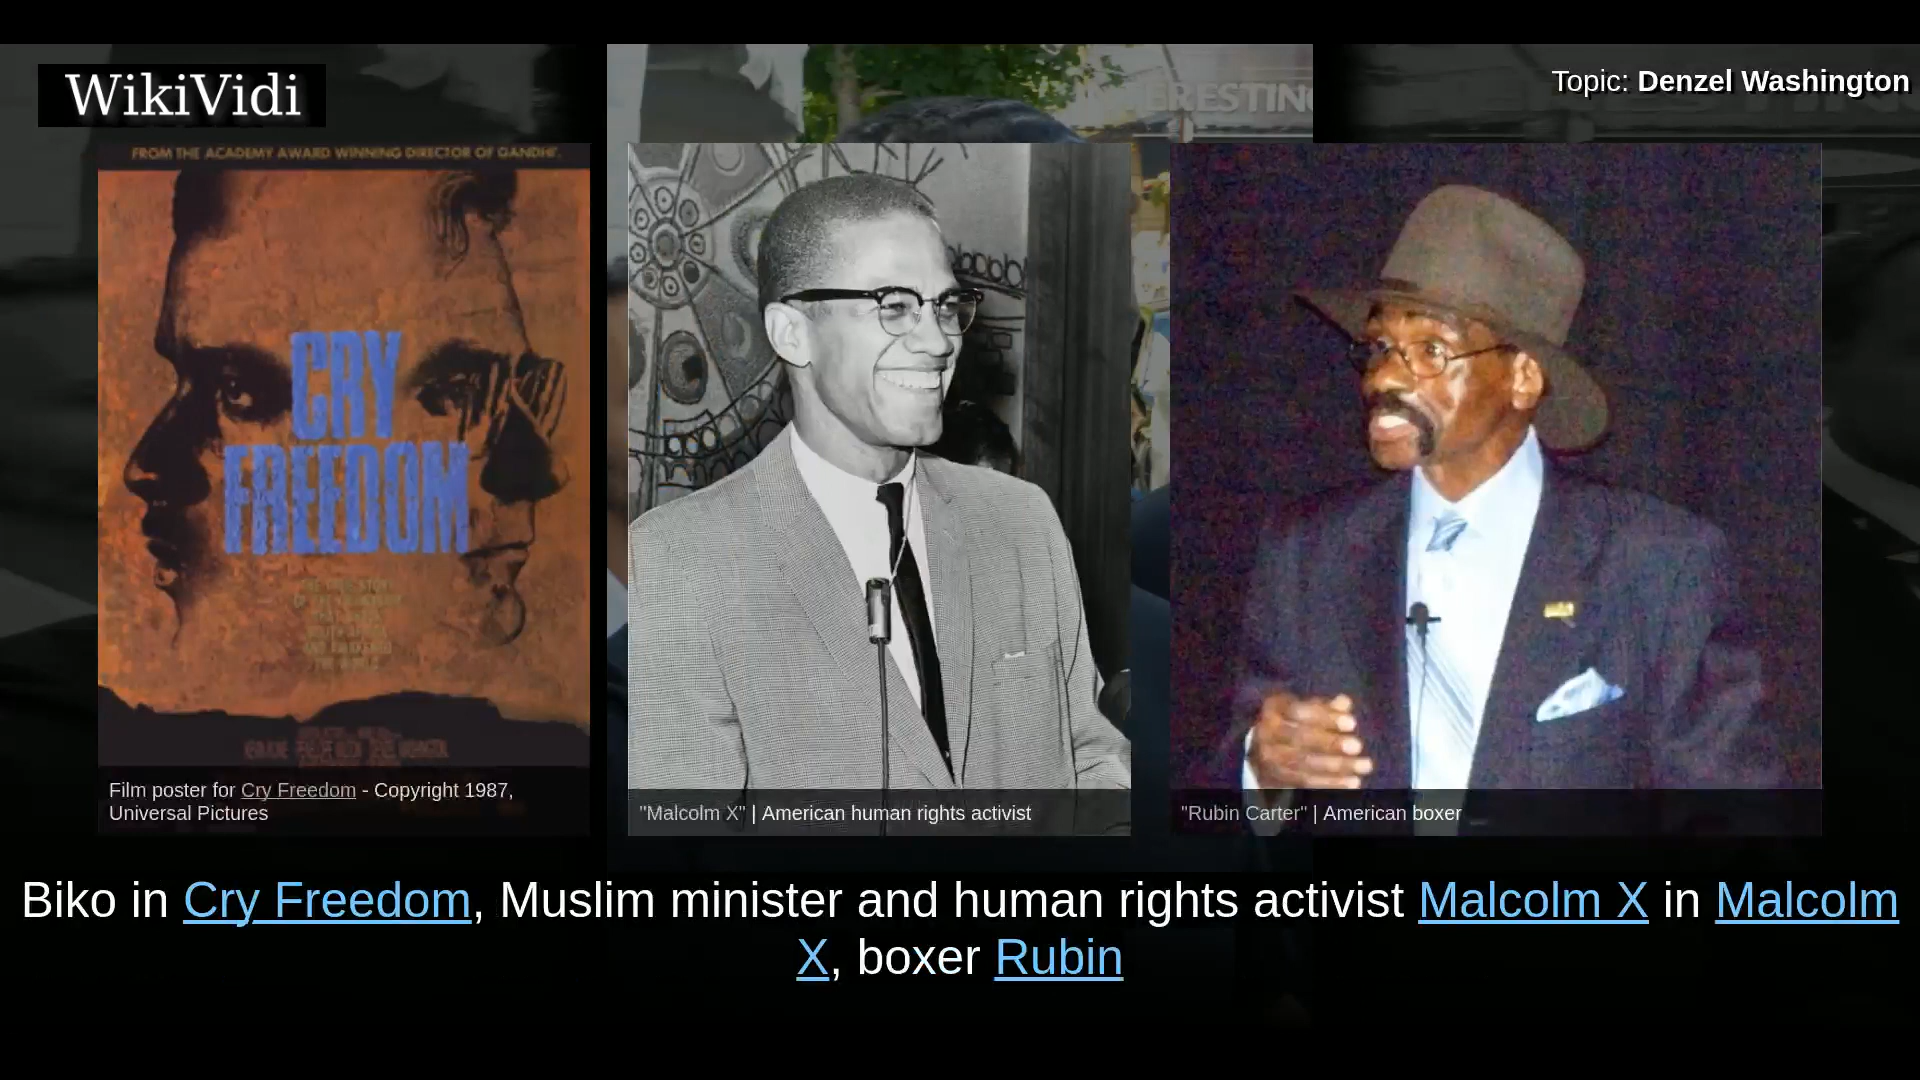 WikiVidi
Topic: Denzel Washington
FROM THE ACADEMY AWARD WINNING DIRECTOR OF GANDHI.
CRY
FREEDOM
Film poster for Cry Freedom - Copyright 1987,
Universal Pictures
"Malcolm X" | American human rights activist
"Rubin Carter" | American boxer
Biko in Cry Freedom, Muslim minister and human rights activist Malcolm X in Malcolm
X, boxer Rubin